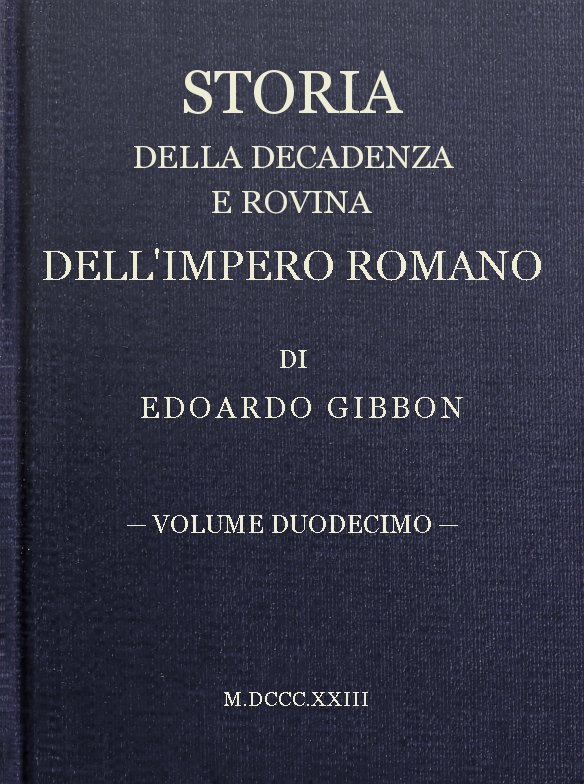 STORIA
DELLA DECADENZA
E ROVINA
DELL'IMPERO ROMANO
DI
EDOARDO GIBBON
— VOLUME DUODECIMO —
M.DCCC.XXIII